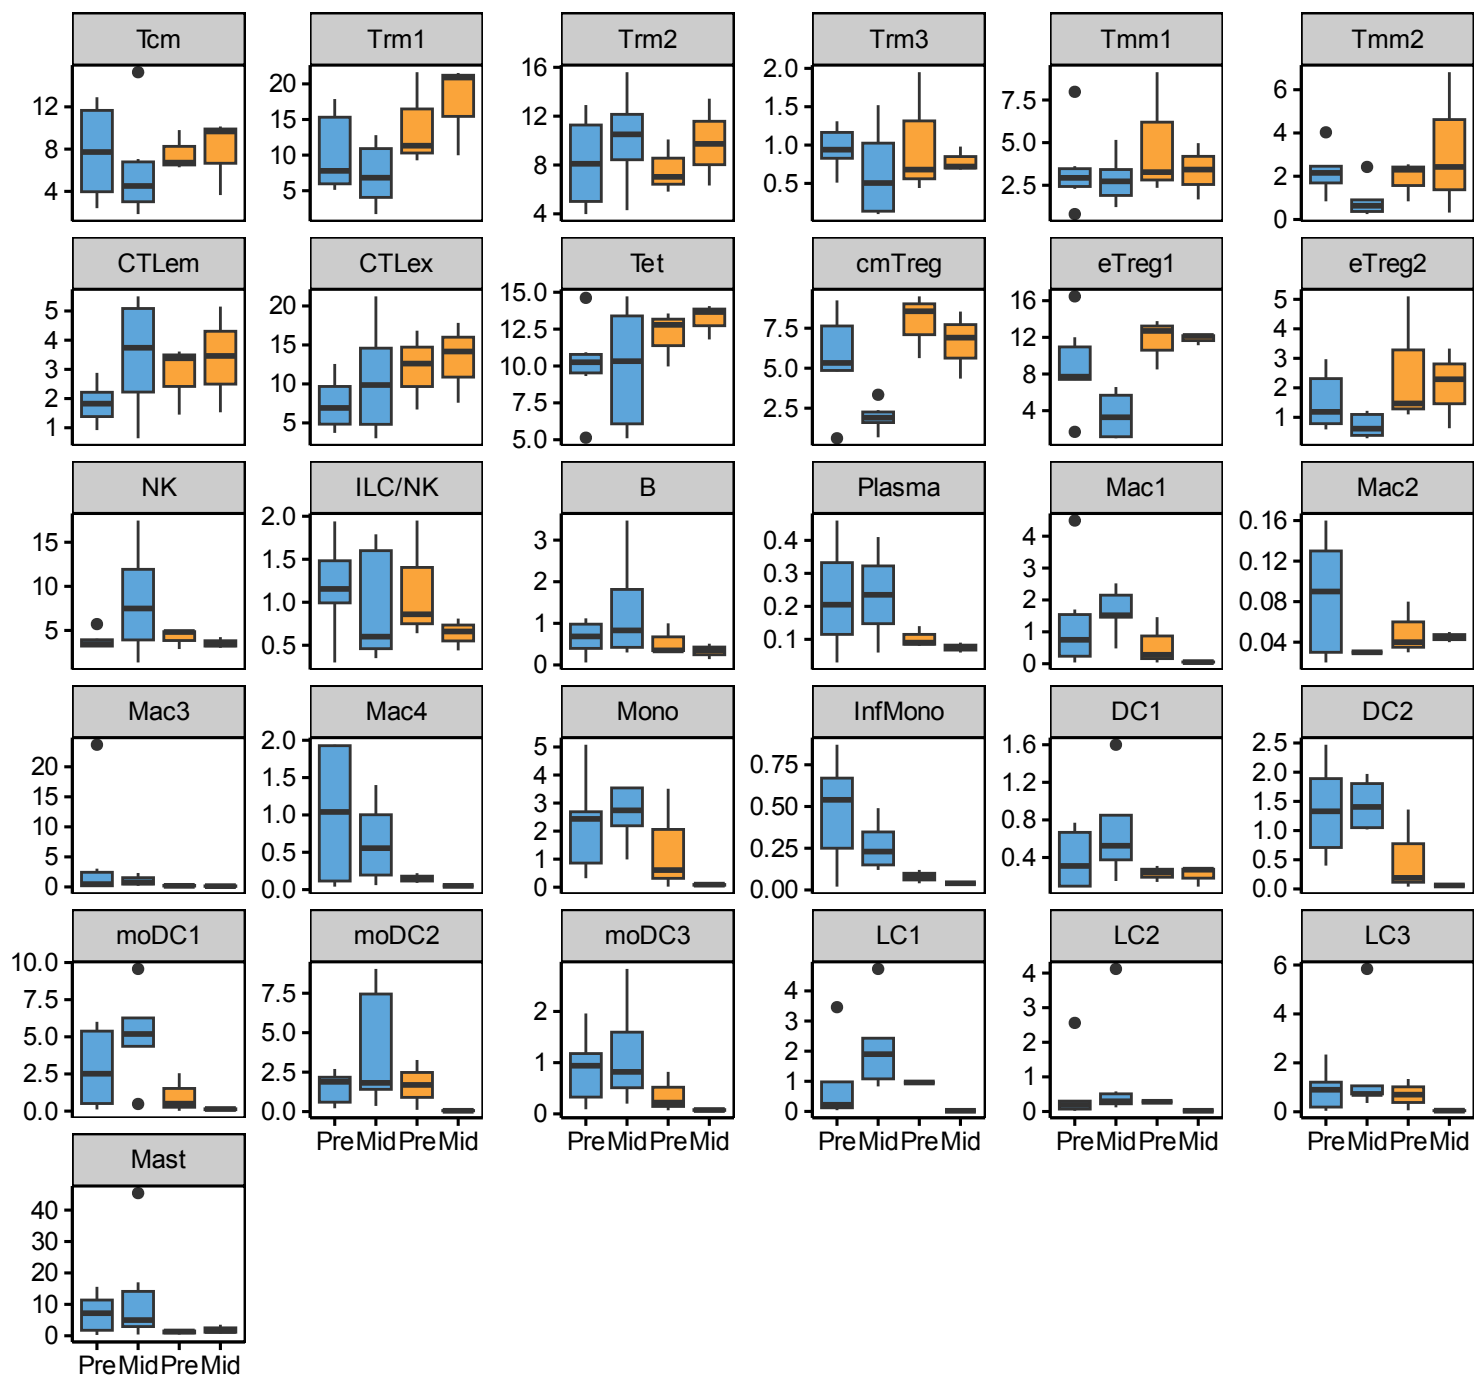 Tcm Trm1 Trm2 Trm3 Tmm1 Tmm2
12 8 4
20 15 10 5
16 12 8 4
2.0 1.5 1.0 0.5
7.5 5.0 2.5
6 4 2 0
CTLem CTLex Tet cmTreg eTreg1 eTreg2
5 4 3 2 1
20 15 10 5
15.0 12.5 10.0 7.5 5.0
7.5 5.0 2.5
16 12 8 4
5 4 3 2 1
NK ILC/NK B Plasma Mac1 Mac2
15 10 5
2.0 1.5 1.0 0.5
3 2 1 0
0.4 0.3 0.2 0.1
4 3 2 1 0
0.16 0.12 0.08 0.04
Mac3 Mac4 Mono InfMono DC1 DC2
20 15 10 5 0
2.0 1.5 1.0 0.5 0.0
5 4 3 2 1 0
0.75 0.50 0.25 0.00
1.6 1.2 0.8 0.4
2.5 2.0 1.5 1.0 0.5 0.0
moDC1 moDC2 moDC3 LC1 LC2 LC3
10.0 7.5 5.0 2.5 0.0
7.5 5.0 2.5 0.0
2 1 0
4 3 2 1 0
4 3 2 1 0
6 4 2 0
Pre Mid Pre Mid Pre Mid Pre Mid Pre Mid Pre Mid Pre Mid Pre Mid Pre Mid Pre Mid
Mast
40 30 20 10 0
Pre Mid Pre Mid